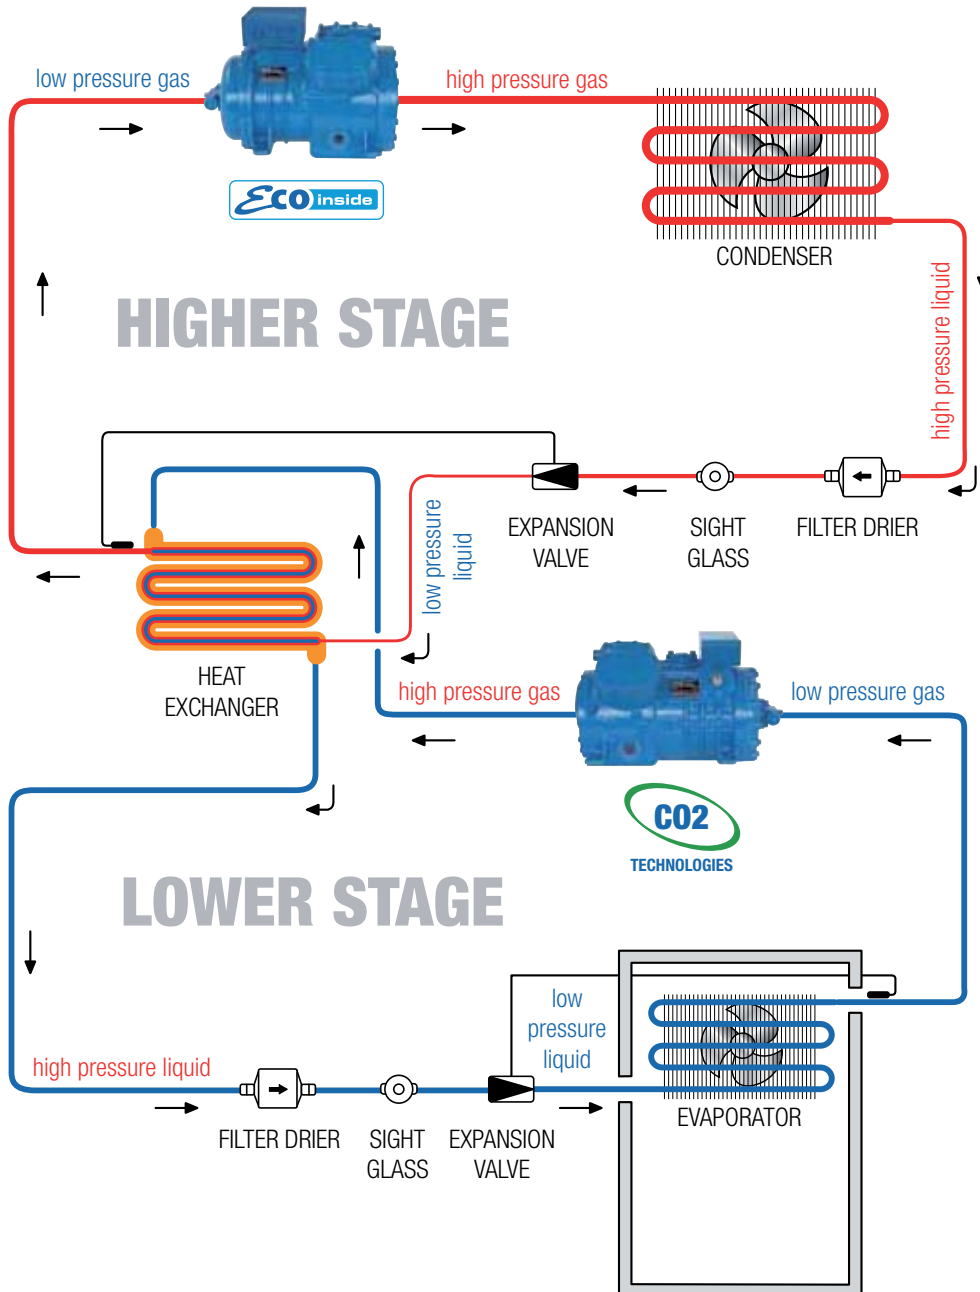 low pressure gas
high pressure gas
Eco inside
CONDENSER
HIGHER STAGE
high pressure liquid
EXPANSION
VALVE
SIGHT
GLASS
FILTER DRIER
low pressure
liquid
HEAT
EXCHANGER
high pressure gas
low pressure gas
CO2
TECHNOLOGIES
LOWER STAGE
low
pressure
liquid
high pressure liquid
EVAPORATOR
FILTER DRIER
SIGHT
GLASS
EXPANSION
VALVE